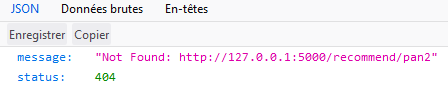 JSON Données brutes En-têtes
Enregistrer Copier
message: "Not Found: http://127.0.0.1:5000/recommend/pan2"
status: 404